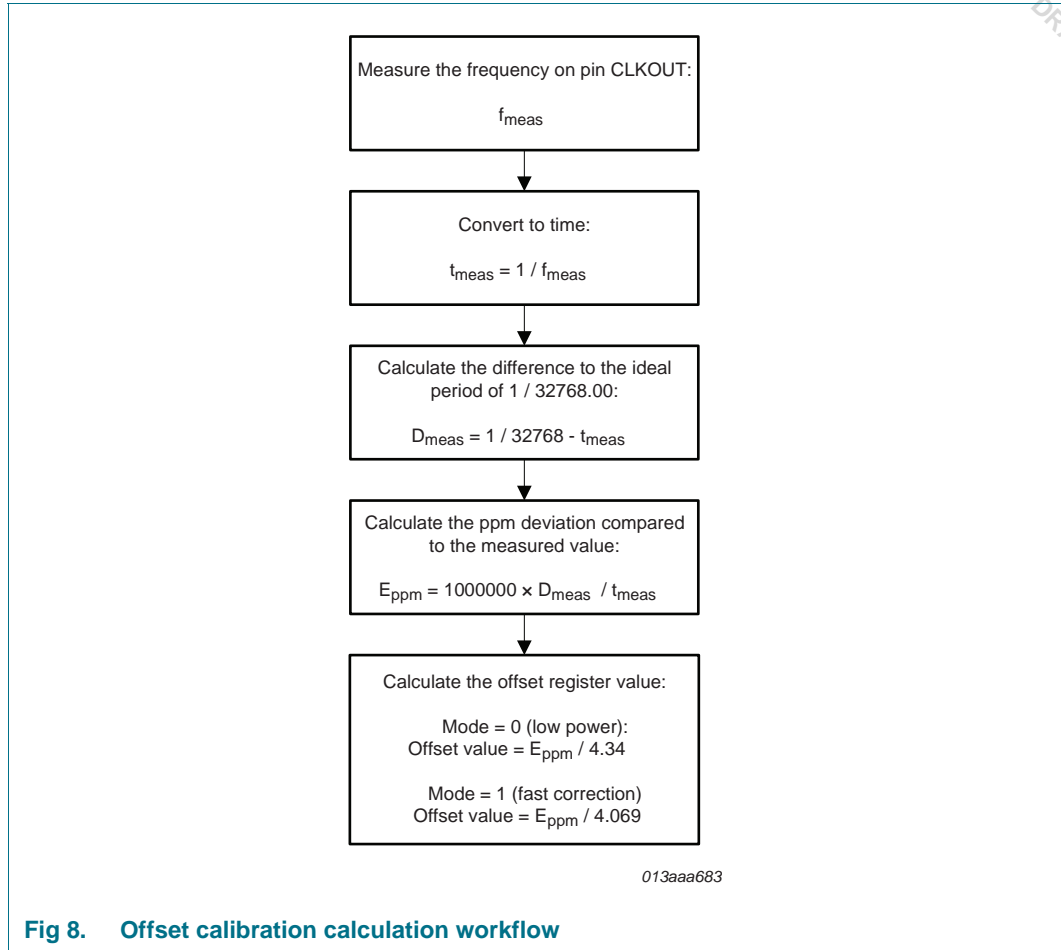 Measure the frequency on pin CLKOUT:
fmeas
Convert to time:
tmeas = 1 / fmeas
Calculate the difference to the ideal
period of 1 / 32768.00:
Dmeas = 1 / 32768 - tmeas
Calculate the ppm deviation compared
to the measured value:
Eppm = 1000000 × Dmeas / tmeas
Calculate the offset register value:
Mode = 0 (low power):
Offset value = Eppm / 4.34
Mode = 1 (fast correction)
Offset value = Eppm / 4.069
013aaa683
Fig 8. Offset calibration calculation workflow